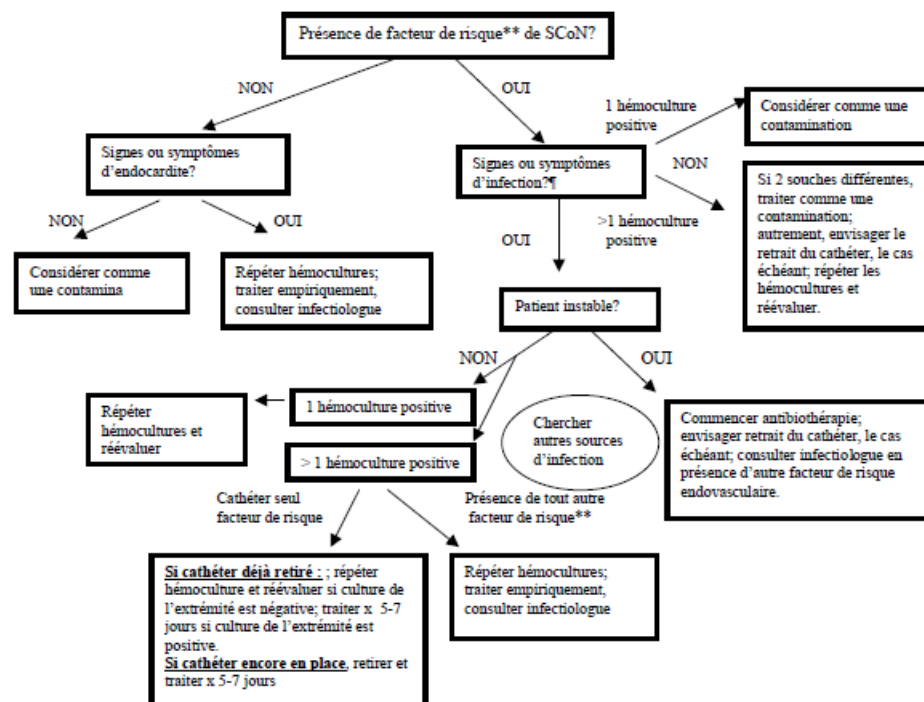 Présence de facteur de risque** de SCoN?
NON
OUI
1 hémoculture
positive
Considérer comme une
contamination
Signes ou symptômes
d’endocardite?
Signes ou symptômes
d’infection?¶
NON
Si 2 souches différentes,
traiter comme une
contamination;
autrement, envisager le
retrait du cathéter, le cas
échéant; répéter les
hémocultures et
réévaluer.
NON
OUI
OUI
>1 hémoculture
positive
Considérer comme
une contamina
Répéter hémocultures;
traiter empiriquement,
consulter infectiologue
Patient instable?
NON
OUI
Répéter
hémocultures et
réévaluer
1 hémoculture positive
> 1 hémoculture positive
Chercher
autres sources
d’infection
Commencer antibiothérapie;
envisager retrait du cathéter, le cas
échéant; consulter infectiologue en
présence d’autre facteur de risque
endovasculaire.
Cathéter seul
facteur de risque
Présence de tout autre
facteur de risque**
Si cathéter déjà retiré : ; répéter
hémoculture et réévaluer si culture de
l’extrémité est négative; traiter x 5-7
jours si culture de l’extrémité est
positive.
Si cathéter encore en place, retirer et
traiter x 5-7 jours
Répéter hémocultures;
traiter empiriquement,
consulter infectiologue